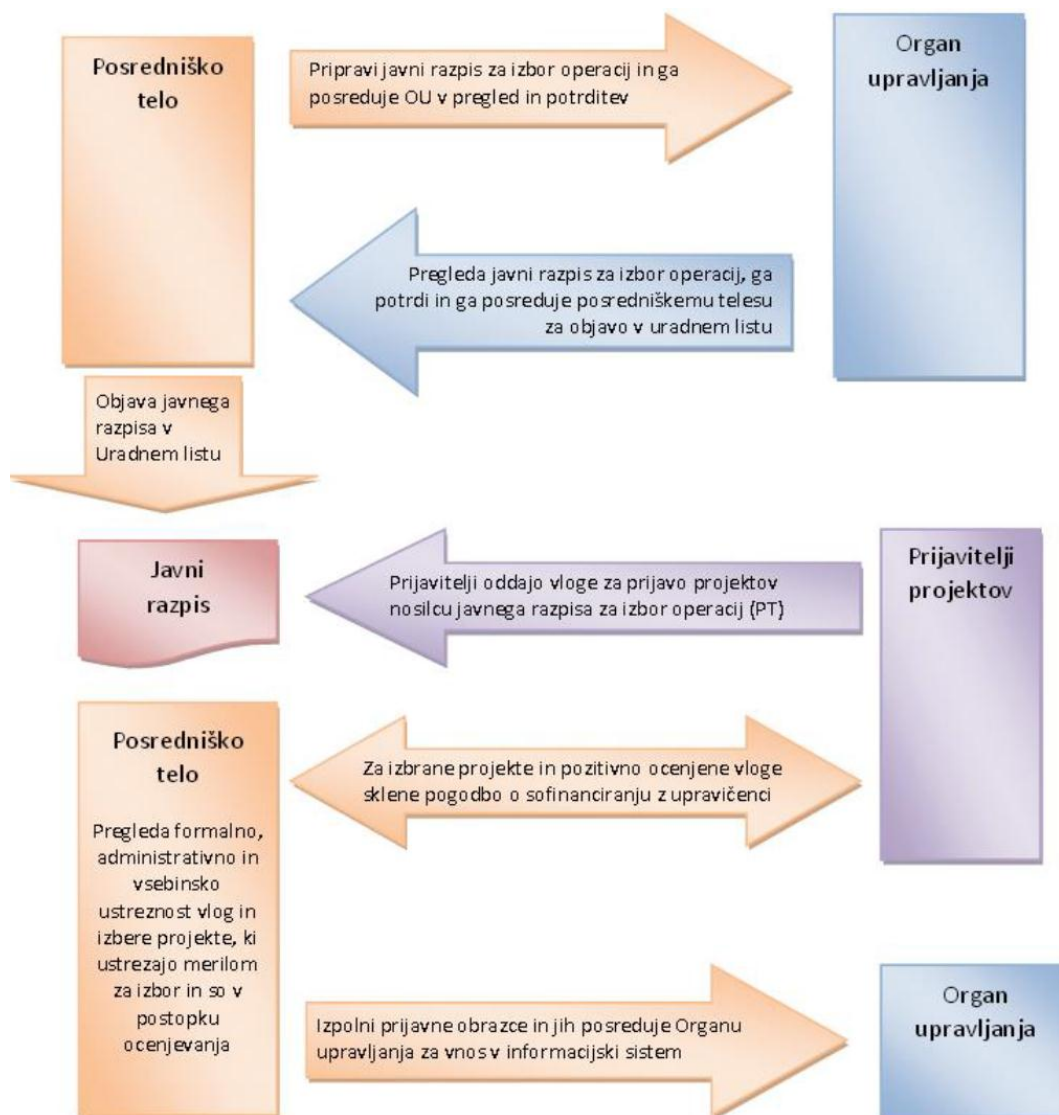 Posredniško
telo
Pripravi javni razpis za izbor operacij in ga
posreduje OU v pregled in potrditev
Organ
upravljanja
Pregleda javni razpis za izbor operacij, ga
potrdi in ga posreduje posredniškemu telesu
za objavo v uradnem listu
Objava javnega
razpisa v
Uradnem listu
Javni
razpis
Prijavitelji oddajo vloge za prijavo projektov
nosilcu javnega razpisa za izbor operacij (PT)
Prijavitelji
projektov
Posredniško
telo
Pregleda formalno,
administrativno in
vsebinsko
ustreznost vlog in
izbere projekte, ki
ustrezajo merilom
za izbor in so v
postopku
ocenjevanja
Za izbrane projekte in pozitivno ocenjene vloge
sklene pogodbo o sofinanciranju z upravičenci
Izpolni prijavne obrazce in jih posreduje Organu
upravljanja za vnos v informacijski sistem
Organ
upravljanja